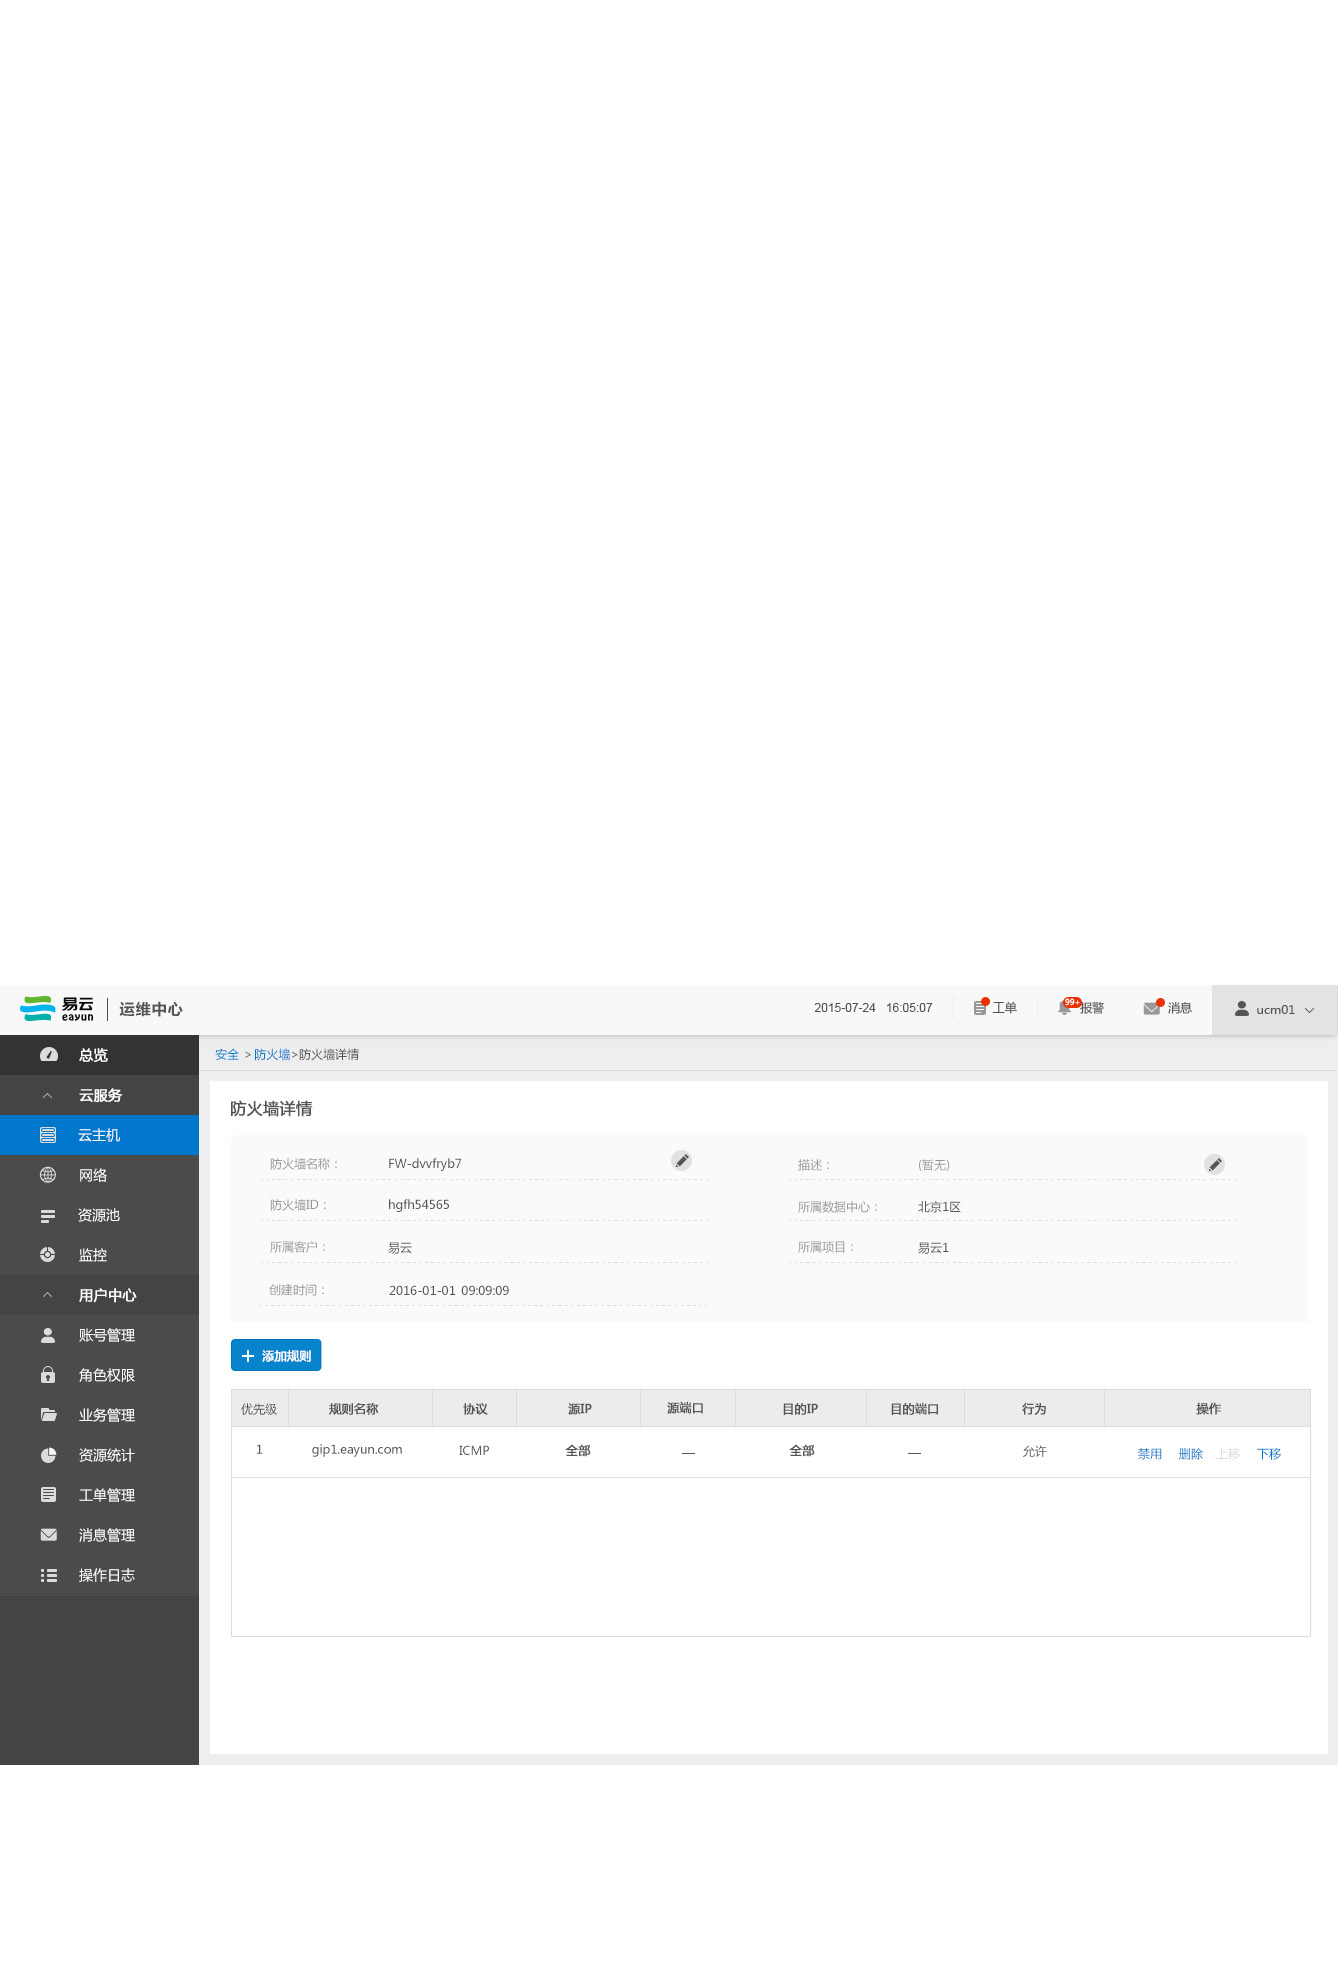 易云 eayun 运维中心 2015-07-24 16:05:07 工单 99+ 报警 消息 ucm01
总览
云服务
云主机
网络
资源池
监控
用户中心
账号管理
角色权限
业务管理
资源统计
工单管理
消息管理
操作日志
安全 > 防火墙>防火墙详情
防火墙详情
防火墙名称： FW-dvvfryb7 描述： (暂无)
防火墙ID： hgfh54565 所属数据中心： 北京1区
所属客户： 易云 所属项目： 易云1
创建时间： 2016-01-01 09:09:09
+ 添加规则
优先级 规则名称 协议 源IP 源端口 目的IP 目的端口 行为 操作
1 gip1.eayun.com ICMP 全部 — 全部 — 允许 禁用 删除 上移 下移